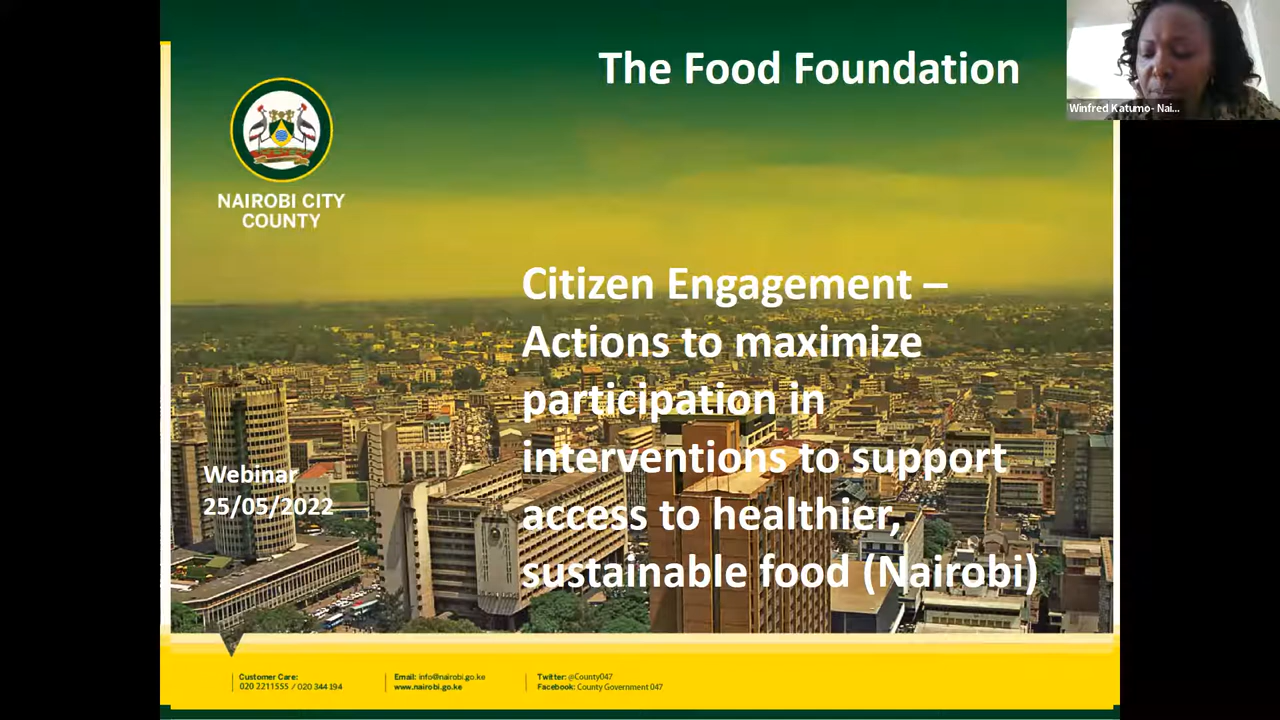 The Food Foundation
Winfred Katumo- Nai...
NAIROBI CITY
COUNTY
Citizen Engagement –
Actions to maximize
participation in
interventions to support
access to healthier,
sustainable food (Nairobi)
Webinar
25/05/2022
Customer Care:
020 2211555 / 020 344 194
Email: info@nairobi.go.ke
www.nairobi.go.ke
Twitter: @County047
Facebook: County Government 047